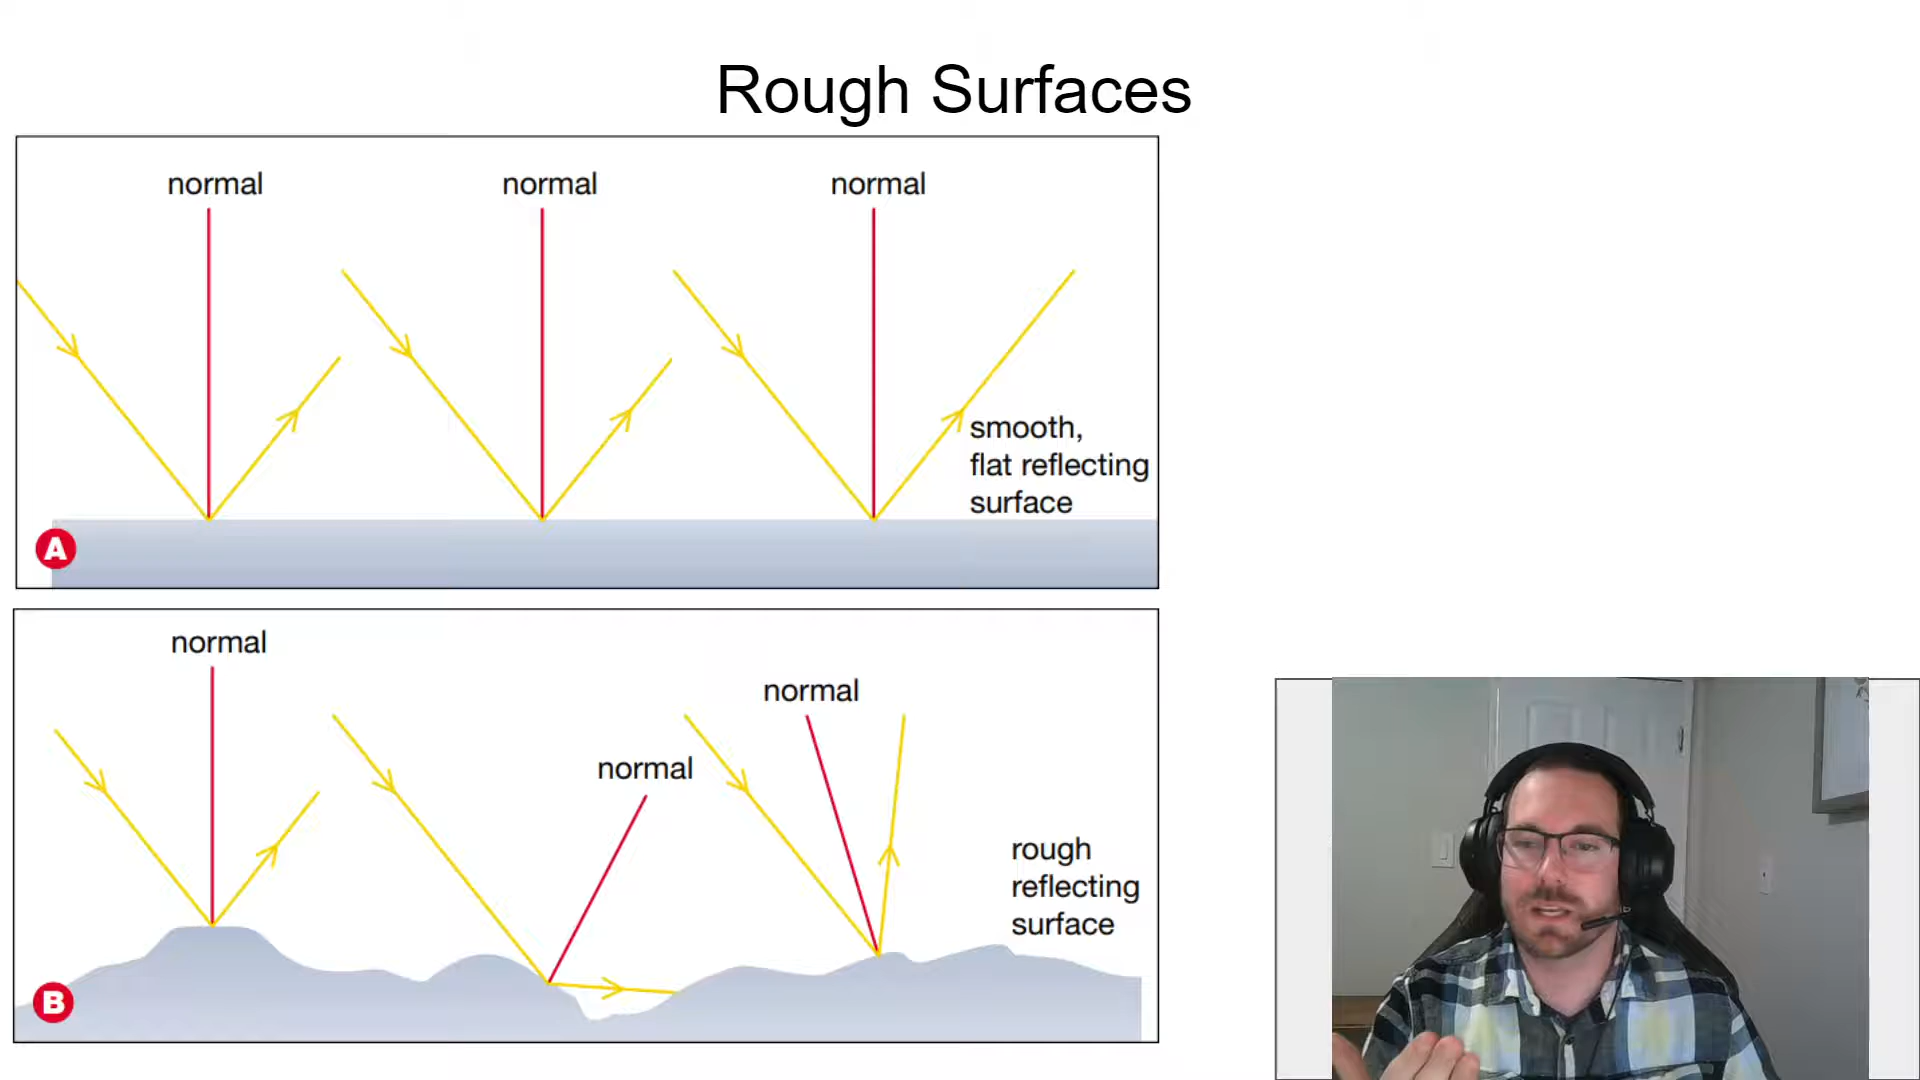 Rough Surfaces
normal
normal
normal
smooth,
flat reflecting
surface
A
normal
normal
normal
rough
reflecting
surface
B